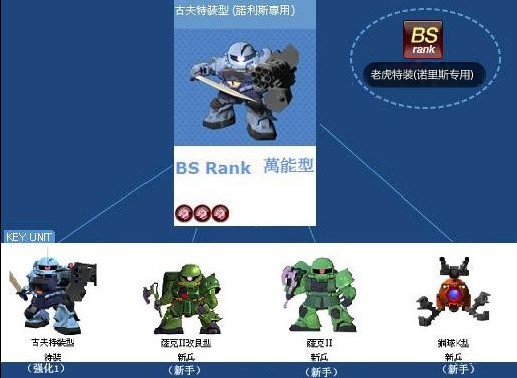 古夫特裝型 (諾利斯專用)
BS
rank
老虎特装(诺里斯专用)
BS Rank 萬能型
KEY UNIT
古夫特裝型
特裝
(强化1)
薩克II改良型
新兵
(新手)
薩克II
新兵
(新手)
鋼球K型
新兵
(新手)